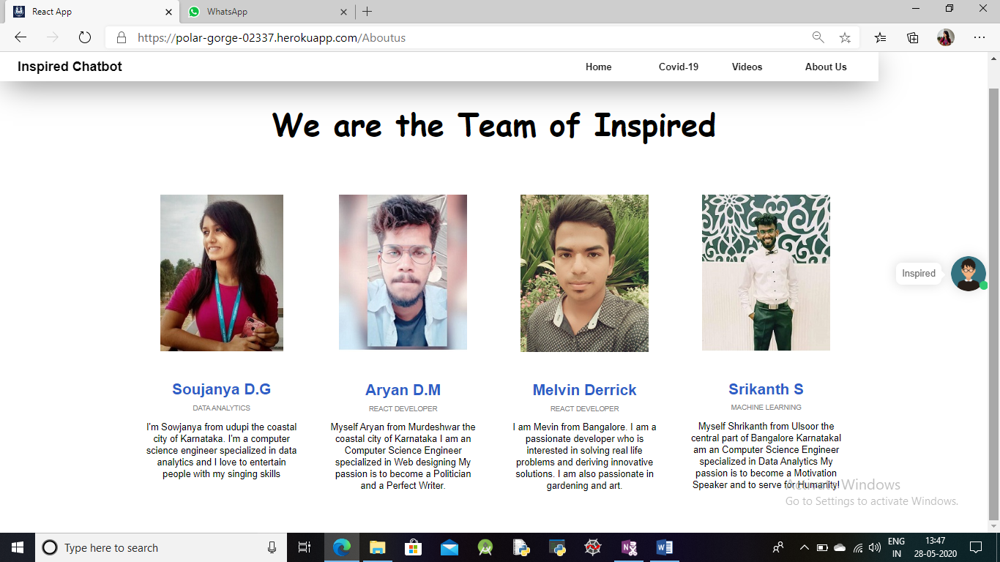 React App
WhatsApp
https://polar-gorge-02337.herokuapp.com/Aboutus
Inspired Chatbot
Home
Covid-19
Videos
About Us
We are the Team of Inspired
Inspired
Soujanya D.G
DATA ANALYTICS
I'm Sowjanya from udupi the coastal
city of Karnataka. I'm a computer
science engineer specialized in data
analytics and I love to entertain
people with my singing skills
Aryan D.M
REACT DEVELOPER
Myself Aryan from Murdeshwar the
coastal city of Karnataka I am an
Computer Science Engineer
specialized in Web designing My
passion is to become a Politician
and a Perfect Writer.
Melvin Derrick
REACT DEVELOPER
I am Mevin from Bangalore. I am a
passionate developer who is
interested in solving real life
problems and deriving innovative
solutions. I am also passionate in
gardening and art.
Srikanth S
MACHINE LEARNING
Myself Shrikanth from Ulsoor the
central part of Bangalore KarnatakaI
am an Computer Science Engineer
specialized in Data Analytics My
passion is to become a Motivation
Speaker and to serve for Humanity!
Activate Windows
Go to Settings to activate Windows.
Type here to search
ENG
IN
13:47
28-05-2020